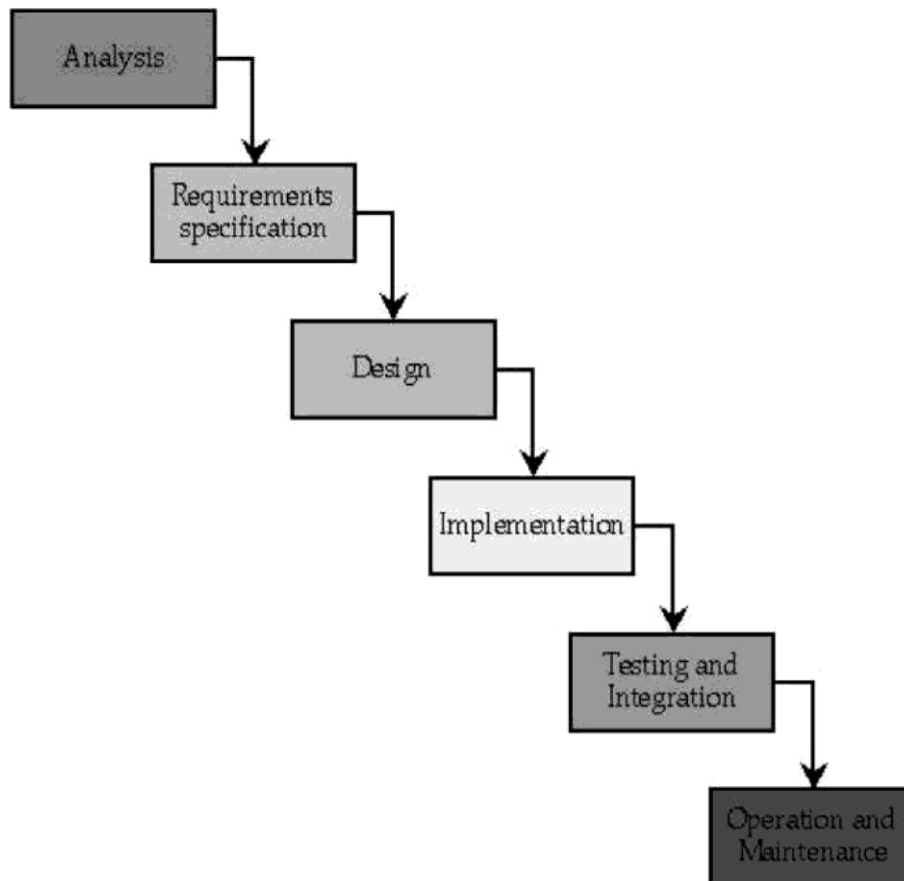 Analysis
Requirements
specification
Design
Implementation
Testing and
Integration
Operation and
Maintenance